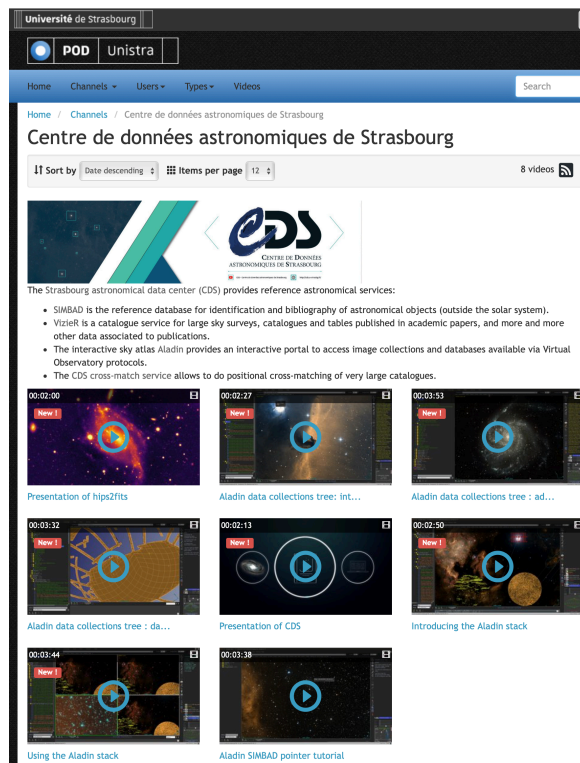 Université de Strasbourg
POD Unistra
Home Channels Users Types Videos Search
Home / Channels / Centre de données astronomiques de Strasbourg
Centre de données astronomiques de Strasbourg
Sort by Date descending Items per page 12 8 videos
CDS
CENTRE DE DONNÉES
ASTRONOMIQUES DE STRASBOURG
The Strasbourg astronomical data center (CDS) provides reference astronomical services:
• SIMBAD is the reference database for identification and bibliography of astronomical objects (outside the solar system).
• VizieR is a catalogue service for large sky surveys, catalogues and tables published in academic papers, and more and more
other data associated to publications.
• The interactive sky atlas Aladin provides an interactive portal to access image collections and databases available via Virtual
Observatory protocols.
• The CDS cross-match service allows to do positional cross-matching of very large catalogues.
00:02:00 00:02:27 00:03:53
New ! New ! New !
Presentation of hips2fits Aladin data collections tree: int... Aladin data collections tree : ad...
00:03:32 00:02:13 00:02:50
New ! New !
Aladin data collections tree : da... Presentation of CDS Introducing the Aladin stack
00:03:44 00:03:38
New !
Using the Aladin stack Aladin SIMBAD pointer tutorial